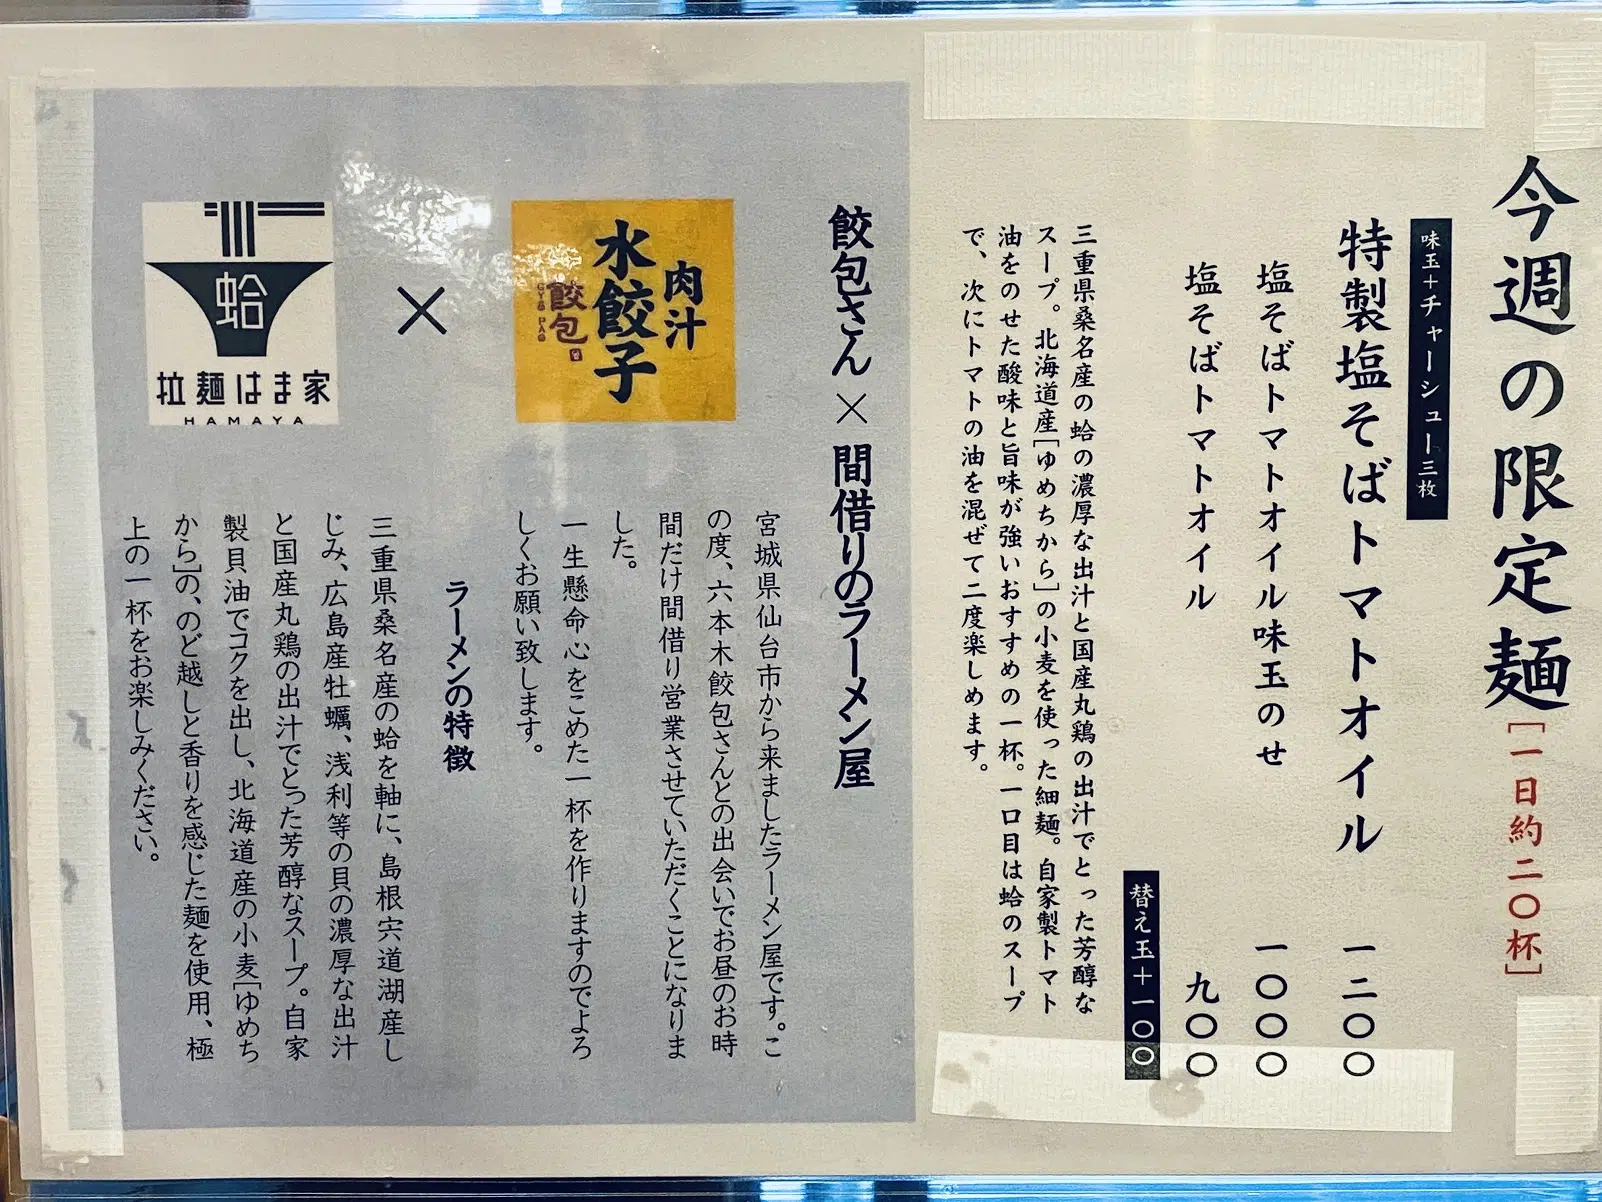 今週の限定麺
[一日約二〇杯]
味玉+チャーシュー三枚
特製塩そばトマトオイル
一二〇〇
塩そばトマトオイル味玉のせ
一〇〇〇
塩そばトマトオイル
九〇〇
替え玉+一〇〇
三重県桑名産の蛤の濃厚な出汁と国産丸鶏の出汁でとった芳醇な
スープ。北海道産[ゆめちから]の小麦を使った細麺。自家製トマト
油をのせた酸味と旨味が強いおすすめの一杯。一口目は蛤のスープ
で、次にトマトの油を混ぜて二度楽しめます。
餃包さん×間借りのラーメン屋
肉汁
水餃子
餃包
GYO PAO
×
蛤
拉麺はま家
HAMAYA
宮城県仙台市から来ましたラーメン屋です。こ
の度、六本木餃包さんとの出会いでお昼のお時
間だけ間借り営業させていただくことになりま
した。
一生懸命心をこめた一杯を作りますのでよろ
しくお願い致します。
ラーメンの特徴
三重県桑名産の蛤を軸に、島根宍道湖産し
じみ、広島産牡蠣、浅利等の貝の濃厚な出汁
と国産丸鶏の出汁でとった芳醇なスープ。自家
製貝油でコクを出し、北海道産の小麦[ゆめち
から]の、のど越しと香りを感じた麺を使用、極
上の一杯をお楽しみください。